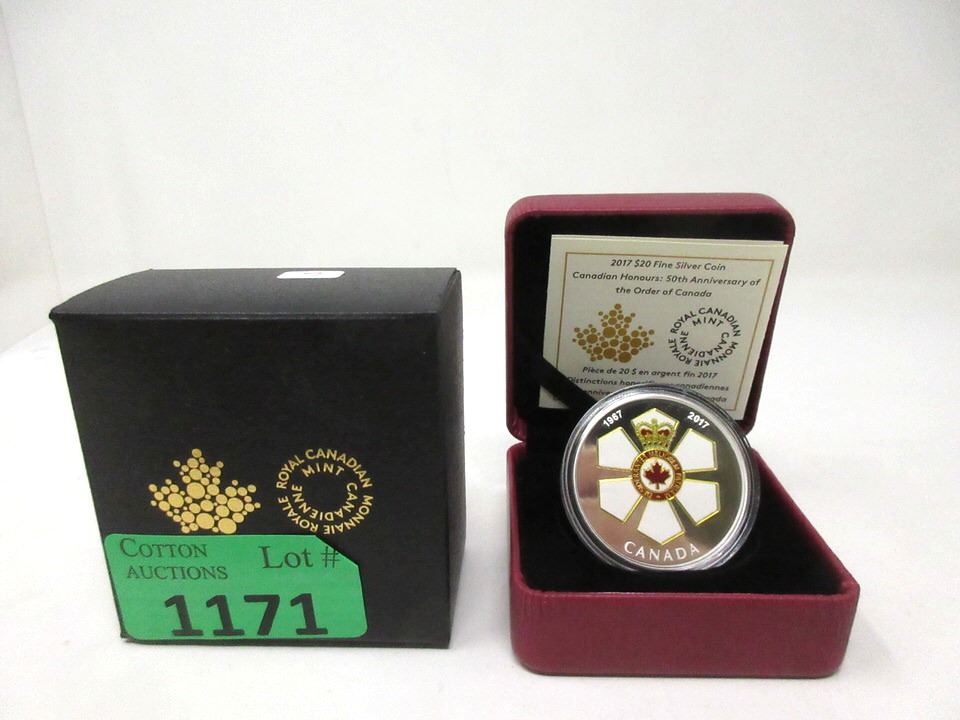 ROYAL CANADIAN MINT
MONNAIE ROYALE CANADIENNE
COTTON
AUCTIONS
Lot #
1171
2017 $20 Fine Silver Coin
Canadian Honours: 50th Anniversary of
the Order of Canada
ROYAL CANADIAN MINT
MONNAIE ROYALE CANADIENNE
Pièce de 20 $ en argent fin 2017
Distinctions canadiennes
1967 2017
CANADA